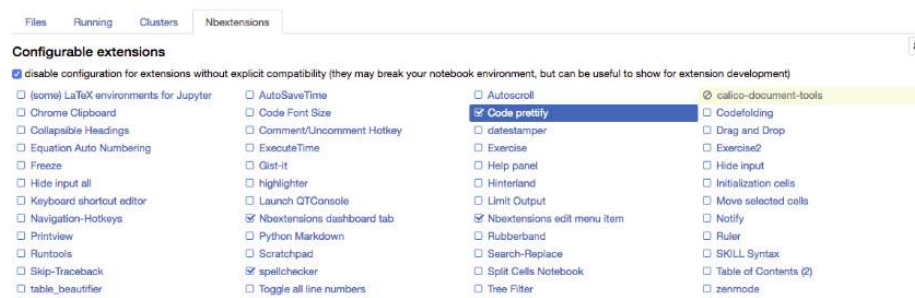 Files Running Clusters Nbextensions
Configurable extensions
disable configuration for extensions without explicit compatibility (they may break your notebook environment, but can be useful to show for extension development)
(some) LaTeX environments for Jupyter AutoSaveTime Autoscroll calico-document-tools
Chrome Clipboard Code Font Size Code prettify Codefolding
Collapsible Headings Comment/Uncomment Hotkey datestamper Drag and Drop
Equation Auto Numbering ExecuteTime Exercise Exercise2
Freeze Gist-it Help panel Hide input
Hide input all highlighter Hinterland Initialization cells
Keyboard shortcut editor Launch QTConsole Limit Output Move selected cells
Navigation-Hotkeys Nbextensions dashboard tab Nbextensions edit menu item Notify
Printview Python Markdown Rubberband Ruler
Runtools Scratchpad Search-Replace SKILL Syntax
Skip-Traceback spellchecker Split Cells Notebook Table of Contents (2)
table_beautifier Toggle all line numbers Tree Filter zenmode